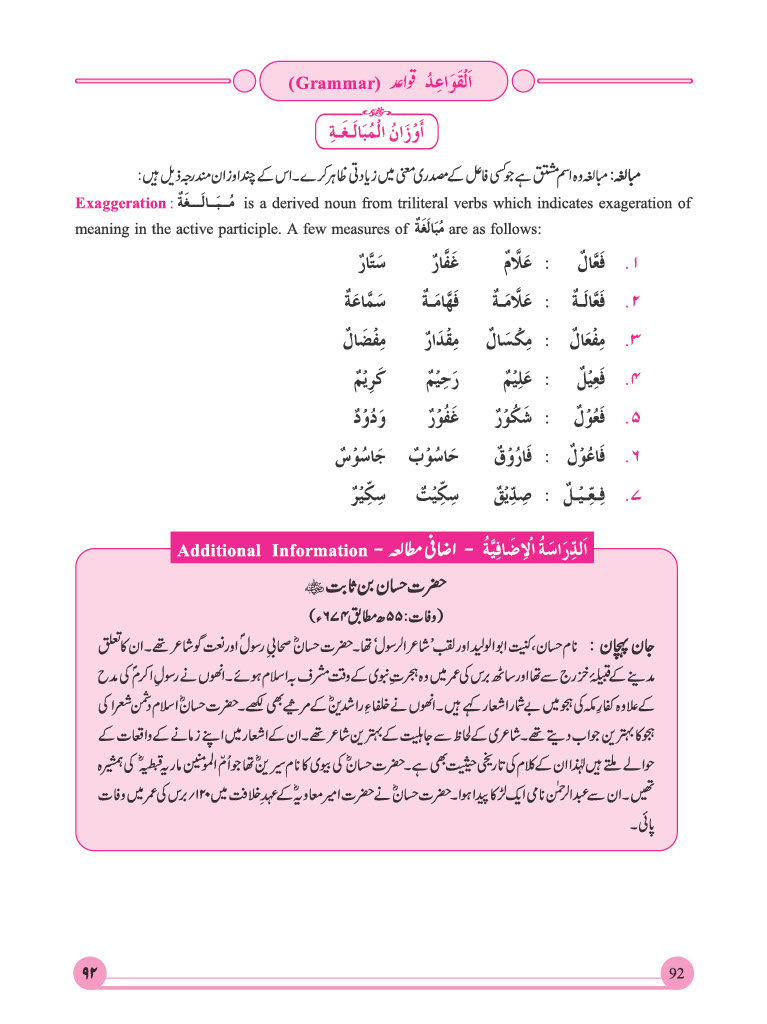 اَلْقَوَاعِدُ قواعد (Grammar)
أَوْزَانُ الْمُبَالَغَةِ
مبالغہ: مبالغہ وہ اسم مشتق ہے جو کسی فاعل کے مصدری معنی میں زیادتی ظاہر کرے۔ اس کے چند اوزان مندرجہ ذیل ہیں:
Exaggeration : مُبَالَغَةٌ is a derived noun from triliteral verbs which indicates exageration of
meaning in the active participle. A few measures of مُبَالَغَةٌ are as follows:
۱. فَعَّالٌ : عَلَّامٌ غَفَّارٌ سَتَّارٌ
۲. فَعَّالَةٌ : عَلَّامَةٌ فَهَّامَةٌ سَمَّاعَةٌ
۳. مِفْعَالٌ : مِكْسَالٌ مِقْدَارٌ مِفْضَالٌ
۴. فَعِيْلٌ : عَلِيْمٌ رَحِيْمٌ كَرِيْمٌ
۵. فَعُوْلٌ : شَكُوْرٌ غَفُوْرٌ وَدُوْدٌ
۶. فَاعُوْلٌ : فَارُوْقٌ حَاسُوْبٌ جَاسُوْسٌ
۷. فِعِّيْلٌ : صِدِّيْقٌ سِكِّيْتٌ سِكِّيْرٌ
اَلدِّرَاسَةُ الْإِضَافِيَّةُ - اضافی مطالعہ - Additional Information
حضرت حسان بن ثابت رضی اللہ عنہ
(وفات: ۵۵ھ مطابق ۶۷۴ء)
جان پہچان : نام حسان، کنیت ابوالولید اور لقب 'شاعر الرسول' تھا۔ حضرت حسانؓ صحابیِ رسولؐ اور نعت گو شاعر تھے۔ ان کا تعلق
مدینے کے قبیلۂ خزرج سے تھا اور ساٹھ برس کی عمر میں وہ ہجرتِ نبوی کے وقت مشرف بہ اسلام ہوئے۔ انھوں نے رسولِ اکرمؐ کی مدح
کے علاوہ کفارِ مکہ کی ہجو میں بے شمار اشعار کہے ہیں۔ انھوں نے خلفاءِ راشدینؓ کے مرثیے بھی لکھے۔ حضرت حسانؓ اسلام دشمن شعرا کی
ہجو کا بہترین جواب دیتے تھے۔ شاعری کے لحاظ سے جاہلیت کے بہترین شاعر تھے۔ ان کے اشعار میں اپنے زمانے کے واقعات کے
حوالے ملتے ہیں لہٰذا ان کے کلام کی تاریخی حیثیت بھی ہے۔ حضرت حسانؓ کی بیوی کا نام سیرینؓ تھا جو امّ المومنین ماریہ قبطیہؓ کی ہمشیرہ
تھیں۔ ان سے عبدالرحمٰن نامی ایک لڑکا پیدا ہوا۔ حضرت حسانؓ نے حضرت امیر معاویہؓ کے عہدِ خلافت میں ۱۲۰؍ برس کی عمر میں وفات
پائی۔
۹۲
92